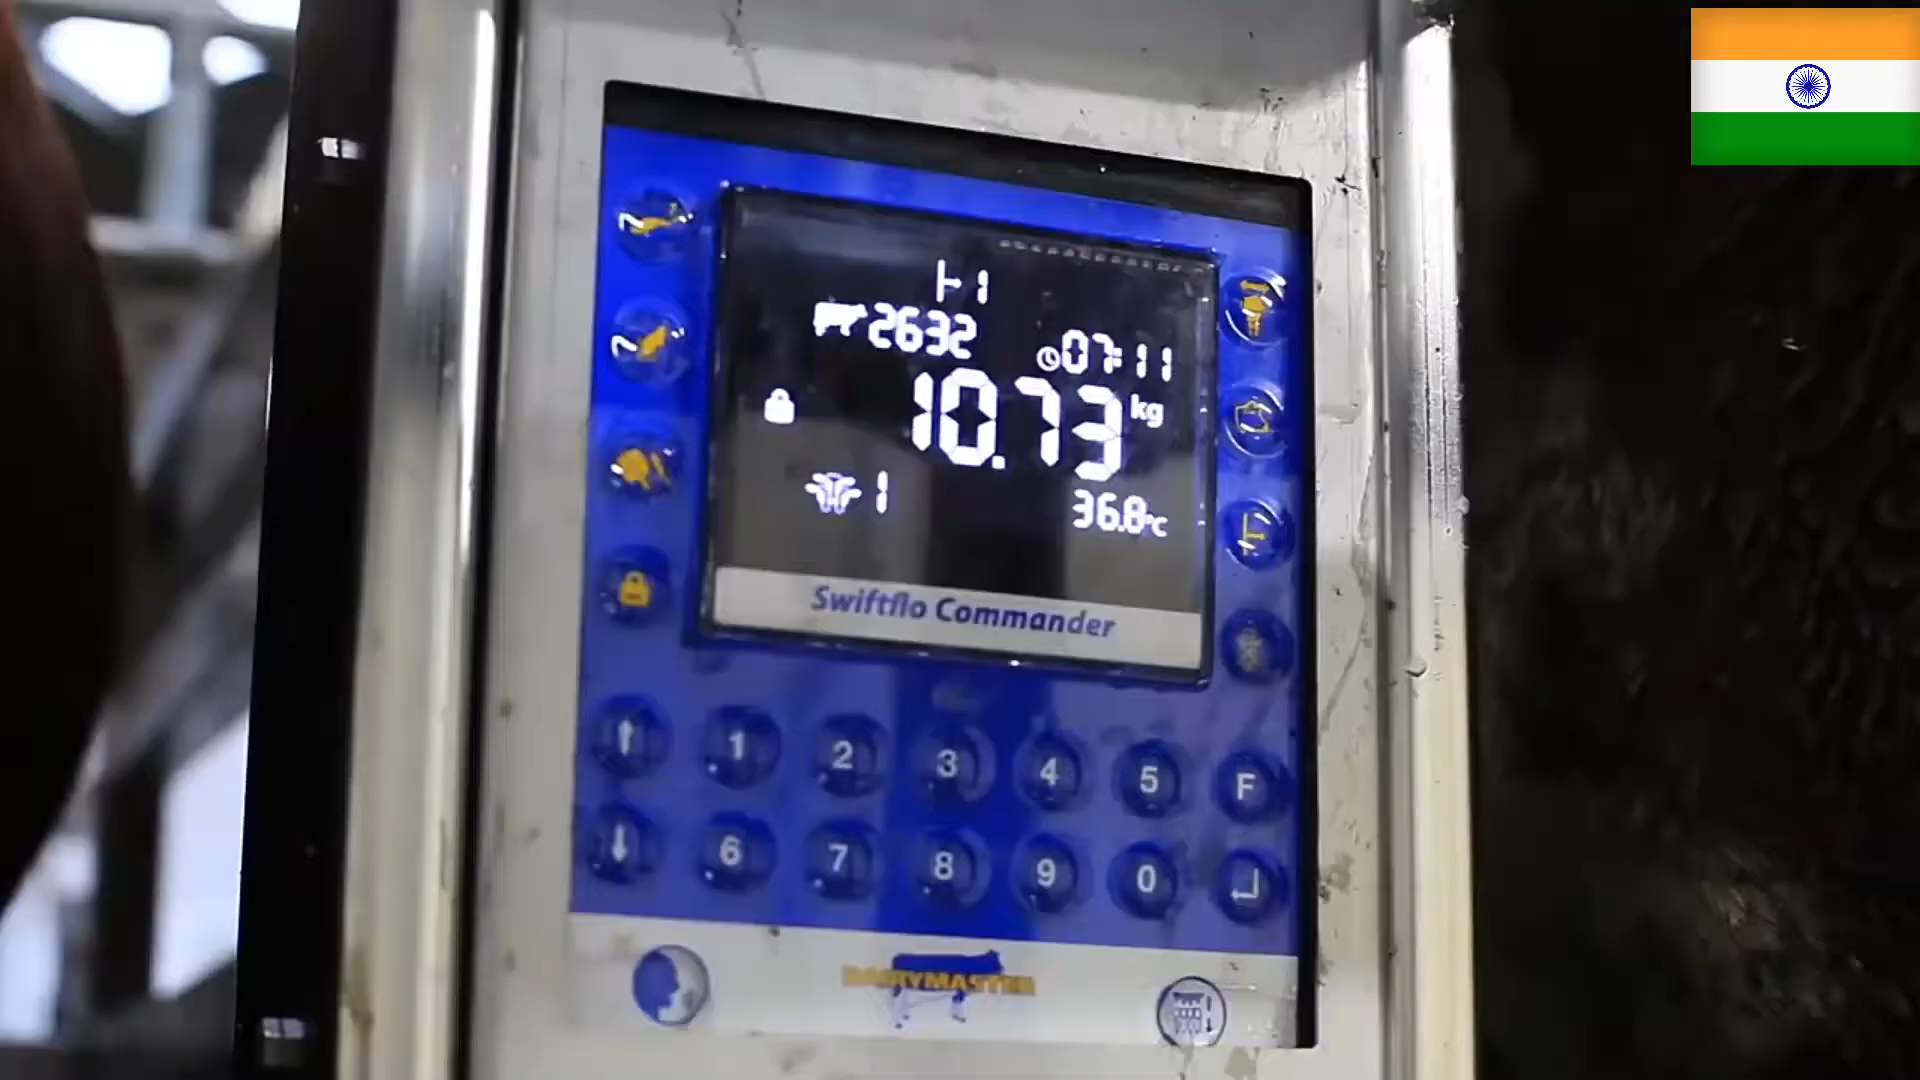 1
2632
07:11
10.73 kg
1
36.8°C
Swiftflo Commander
1 2 3 4 5 F
6 7 8 9 0
DAIRYMASTER